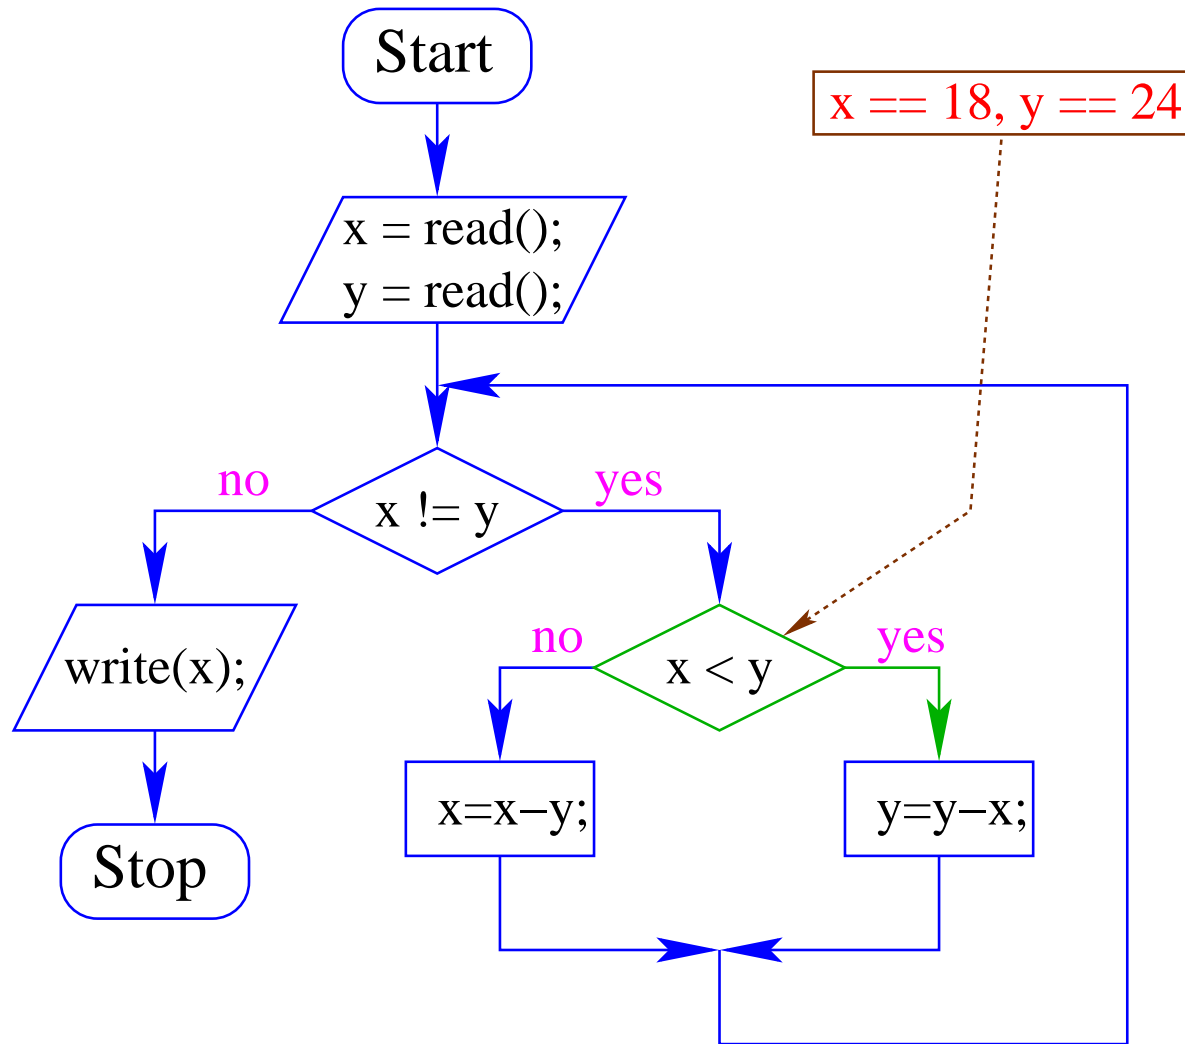 Start
x == 18, y == 24
x = read();
y = read();
no
yes
x != y
no
yes
write(x);
x < y
x=x−y;
y=y−x;
Stop